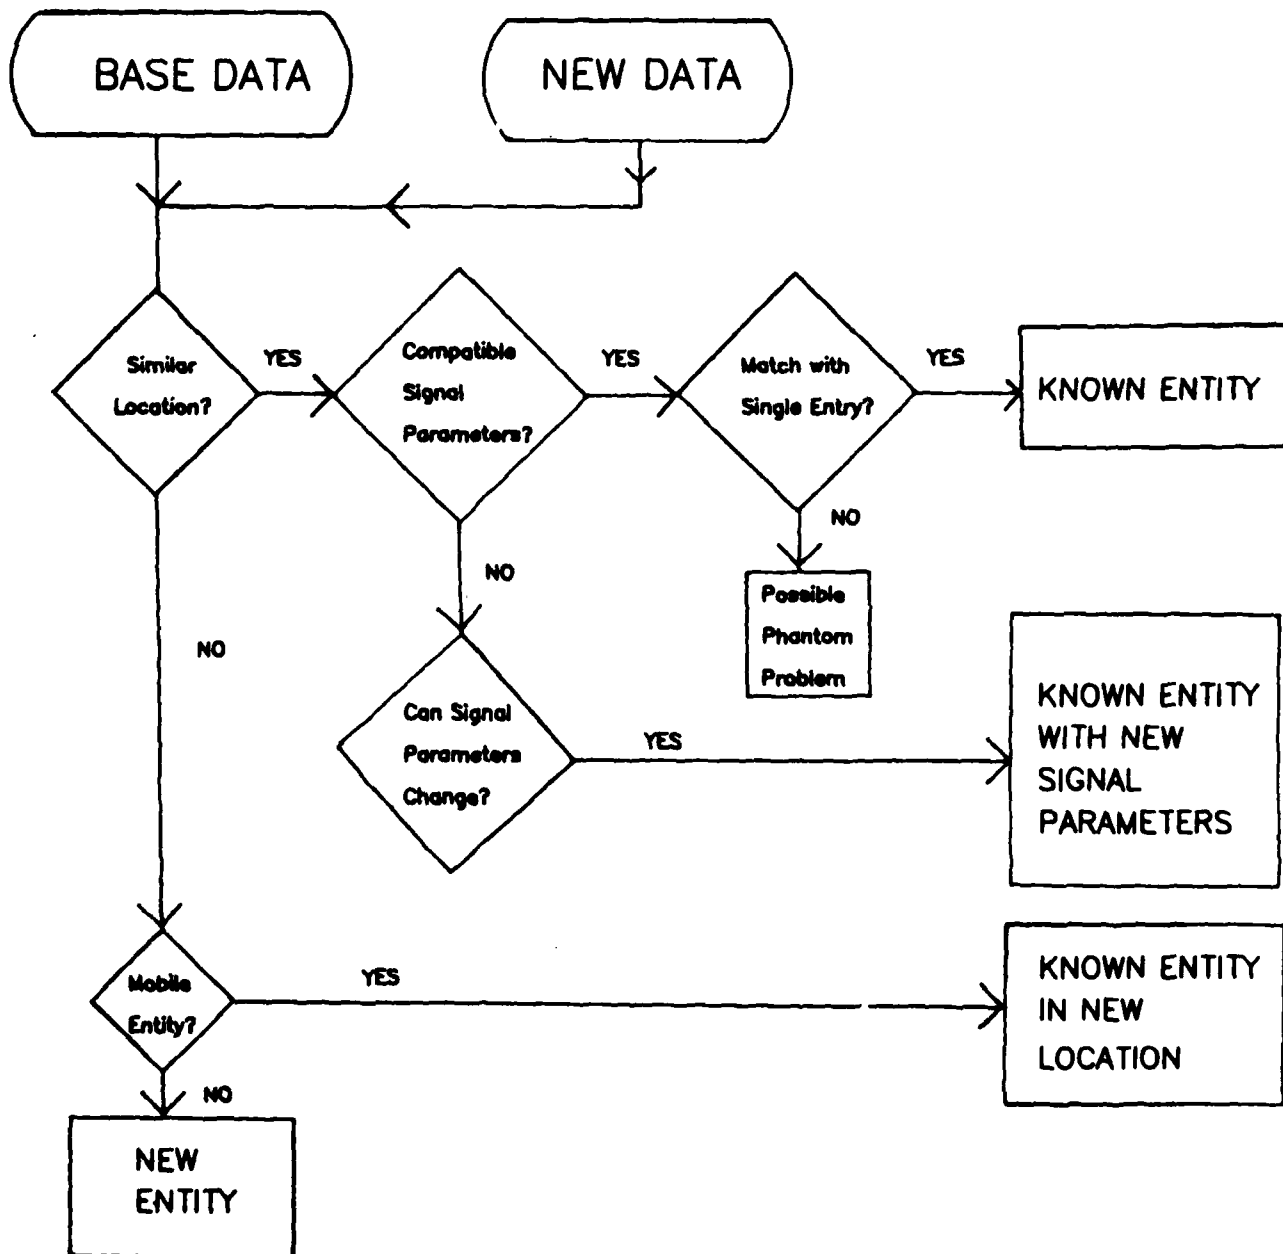 BASE DATA
NEW DATA
Similar
Location?
YES
Compatible
Signal
Parameters?
YES
Match with
Single Entry?
YES
KNOWN ENTITY
NO
Possible
Phantom
Problem
NO
NO
Can Signal
Parameters
Change?
YES
KNOWN ENTITY
WITH NEW
SIGNAL
PARAMETERS
Mobile
Entity?
YES
KNOWN ENTITY
IN NEW
LOCATION
NO
NEW
ENTITY